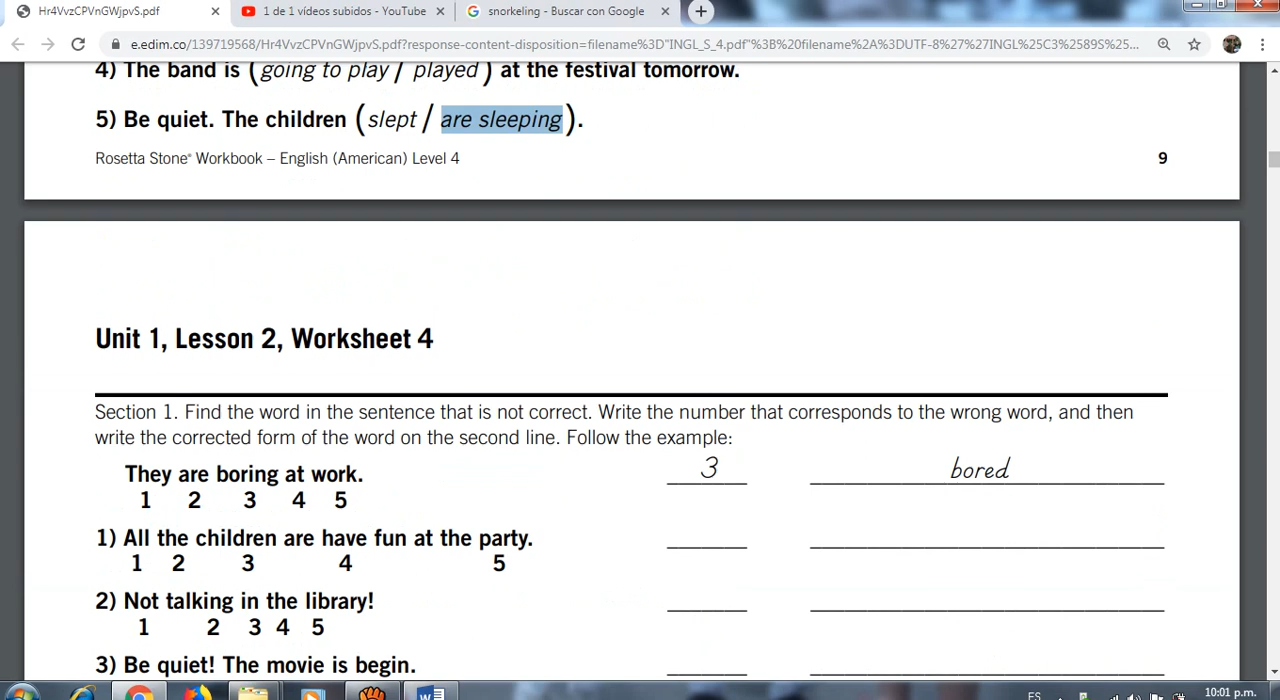 Hr4VvzCPVnGWjpvS.pdf
1 de 1 vídeos subidos - YouTube
snorkeling - Buscar con Google
e.edim.co/139719568/Hr4VvzCPVnGWjpvS.pdf?response-content-disposition=filename%3D"INGL_S_4.pdf"%3B%20filename%2A%3DUTF-8%27%27INGL%25C3%2589S%25...
4) The band is (going to play / played) at the festival tomorrow.
5) Be quiet. The children (slept / are sleeping).
Rosetta Stone® Workbook – English (American) Level 4
9
Unit 1, Lesson 2, Worksheet 4
Section 1. Find the word in the sentence that is not correct. Write the number that corresponds to the wrong word, and then
write the corrected form of the word on the second line. Follow the example:
They are boring at work. 3 bored
1 2 3 4 5
1) All the children are have fun at the party.
1 2 3 4 5
2) Not talking in the library!
1 2 3 4 5
3) Be quiet! The movie is begin.
ES 10:01 p.m.